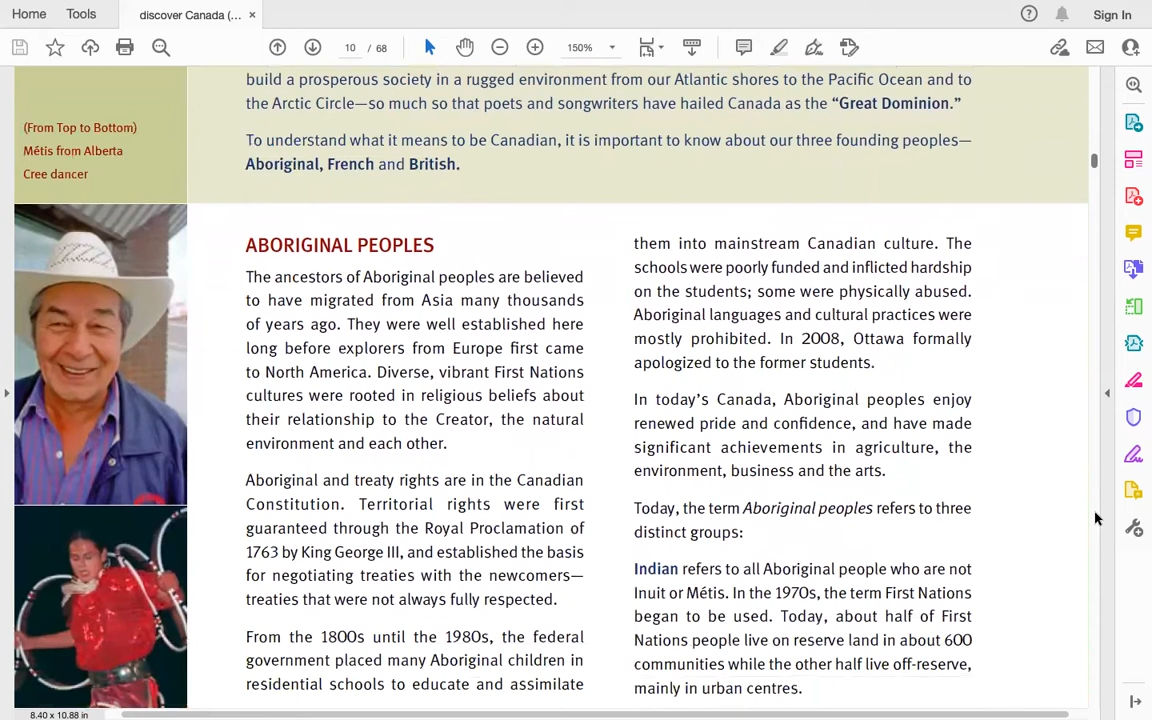 Home
Tools
discover Canada (...
×
Sign In
10 / 68
150%
build a prosperous society in a rugged environment from our Atlantic shores to the Pacific Ocean and to
the Arctic Circle—so much so that poets and songwriters have hailed Canada as the “Great Dominion.”
To understand what it means to be Canadian, it is important to know about our three founding peoples—
Aboriginal, French and British.
(From Top to Bottom)
Métis from Alberta
Cree dancer
ABORIGINAL PEOPLES
The ancestors of Aboriginal peoples are believed
to have migrated from Asia many thousands
of years ago. They were well established here
long before explorers from Europe first came
to North America. Diverse, vibrant First Nations
cultures were rooted in religious beliefs about
their relationship to the Creator, the natural
environment and each other.
Aboriginal and treaty rights are in the Canadian
Constitution. Territorial rights were first
guaranteed through the Royal Proclamation of
1763 by King George III, and established the basis
for negotiating treaties with the newcomers—
treaties that were not always fully respected.
From the 1800s until the 1980s, the federal
government placed many Aboriginal children in
residential schools to educate and assimilate
them into mainstream Canadian culture. The
schools were poorly funded and inflicted hardship
on the students; some were physically abused.
Aboriginal languages and cultural practices were
mostly prohibited. In 2008, Ottawa formally
apologized to the former students.
In today’s Canada, Aboriginal peoples enjoy
renewed pride and confidence, and have made
significant achievements in agriculture, the
environment, business and the arts.
Today, the term Aboriginal peoples refers to three
distinct groups:
Indian refers to all Aboriginal people who are not
Inuit or Métis. In the 1970s, the term First Nations
began to be used. Today, about half of First
Nations people live on reserve land in about 600
communities while the other half live off-reserve,
mainly in urban centres.
8.40 x 10.88 in